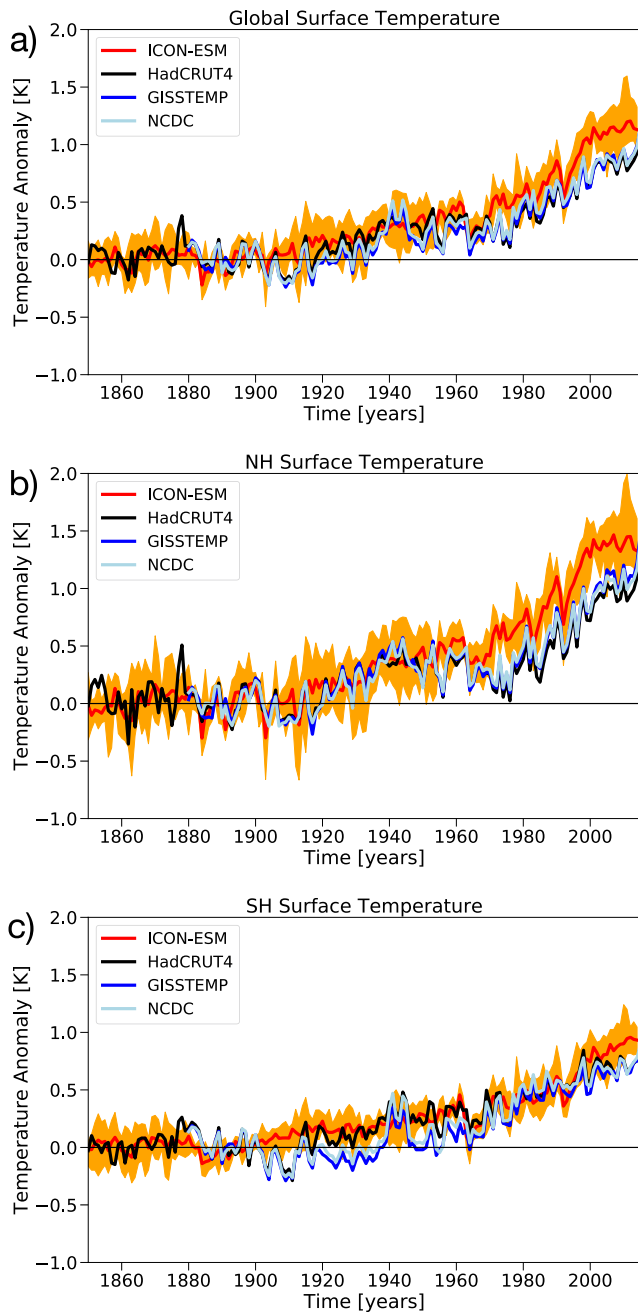 Global Surface Temperature
a)
ICON-ESM
HadCRUT4
GISSTEMP
NCDC
Temperature Anomaly [K]
2.0
1.5
1.0
0.5
0.0
−0.5
−1.0
1860 1880 1900 1920 1940 1960 1980 2000
Time [years]
NH Surface Temperature
b)
ICON-ESM
HadCRUT4
GISSTEMP
NCDC
Temperature Anomaly [K]
2.0
1.5
1.0
0.5
0.0
−0.5
−1.0
1860 1880 1900 1920 1940 1960 1980 2000
Time [years]
SH Surface Temperature
c)
ICON-ESM
HadCRUT4
GISSTEMP
NCDC
Temperature Anomaly [K]
2.0
1.5
1.0
0.5
0.0
−0.5
−1.0
1860 1880 1900 1920 1940 1960 1980 2000
Time [years]